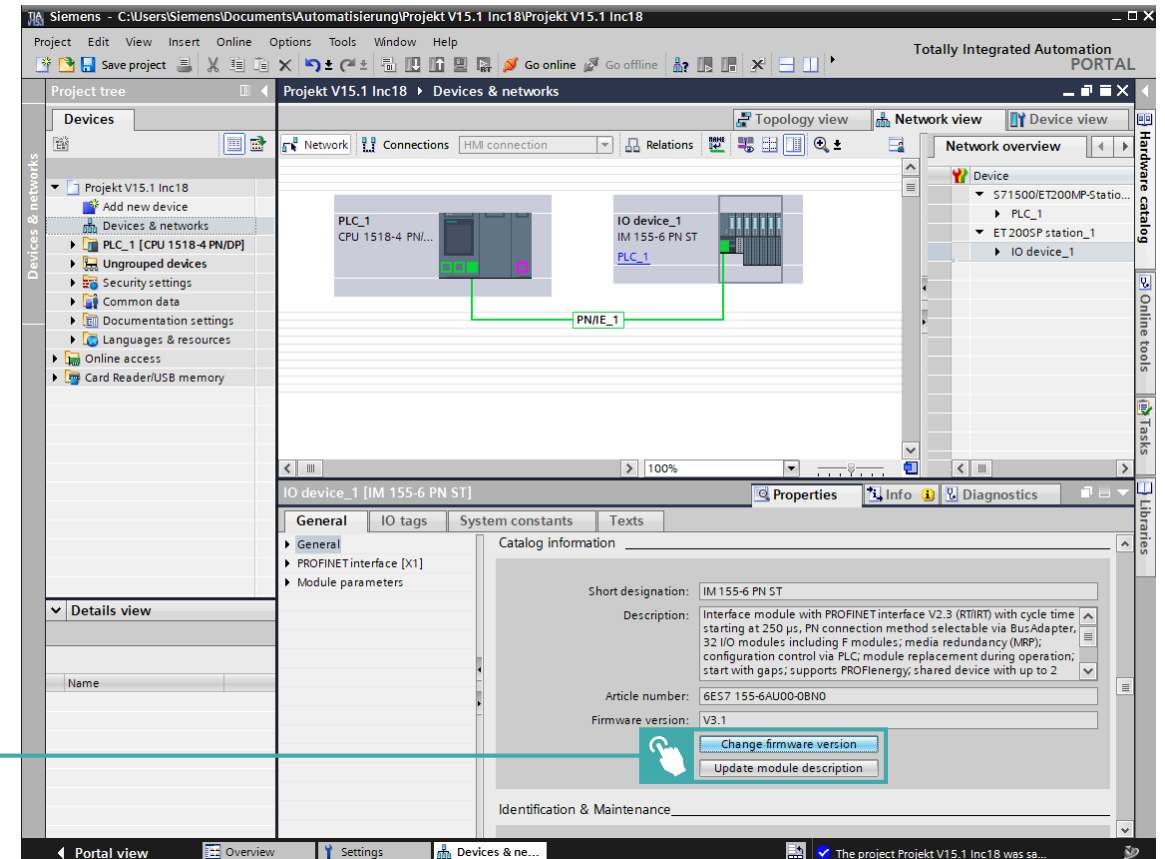 Siemens - C:\Users\Siemens\Documents\Automatisierung\Projekt V15.1 Inc18\Projekt V15.1 Inc18
Project Edit View Insert Online Options Tools Window Help
Totally Integrated Automation
PORTAL
Save project
Go online
Go offline
Project tree
Projekt V15.1 Inc18
Devices & networks
Devices
Topology view
Network view
Device view
Network
Connections
HMI connection
Relations
Network overview
Devices & networks
Projekt V15.1 Inc18
Add new device
Devices & networks
PLC_1 [CPU 1518-4 PN/DP]
Ungrouped devices
Security settings
Common data
Documentation settings
Languages & resources
Online access
Card Reader/USB memory
PLC_1
CPU 1518-4 PN/...
IO device_1
IM 155-6 PN ST
PLC_1
PN/IE_1
Device
S71500/ET200MP-Statio...
PLC_1
ET 200SP station_1
IO device_1
100%
Hardware catalog
Online tools
Tasks
Libraries
IO device_1 [IM 155-6 PN ST]
Properties
Info
Diagnostics
General
IO tags
System constants
Texts
General
PROFINET interface [X1]
Module parameters
Catalog information
Short designation: IM 155-6 PN ST
Description: Interface module with PROFINET interface V2.3 (RT/IRT) with cycle time
starting at 250 µs, PN connection method selectable via BusAdapter,
32 I/O modules including F modules; media redundancy (MRP);
configuration control via PLC; module replacement during operation;
start with gaps; supports PROFIenergy; shared device with up to 2
Article number: 6ES7 155-6AU00-0BN0
Firmware version: V3.1
Change firmware version
Update module description
Identification & Maintenance
Details view
Name
Portal view
Overview
Settings
Devices & ne...
The project Projekt V15.1 Inc18 was sa...